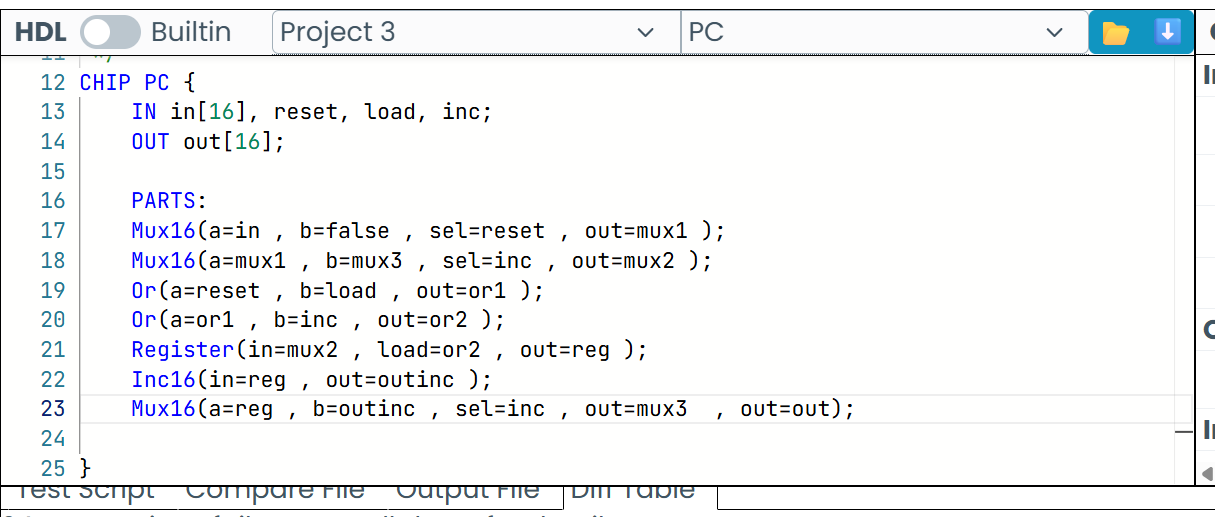 HDL Builtin Project 3 PC
11 */
12 CHIP PC {
13 IN in[16], reset, load, inc;
14 OUT out[16];
15
16 PARTS:
17 Mux16(a=in , b=false , sel=reset , out=mux1 );
18 Mux16(a=mux1 , b=mux3 , sel=inc , out=mux2 );
19 Or(a=reset , b=load , out=or1 );
20 Or(a=or1 , b=inc , out=or2 );
21 Register(in=mux2 , load=or2 , out=reg );
22 Inc16(in=reg , out=outinc );
23 Mux16(a=reg , b=outinc , sel=inc , out=mux3  , out=out);
24
25 }
Test Script Compare File Output File Diff Table